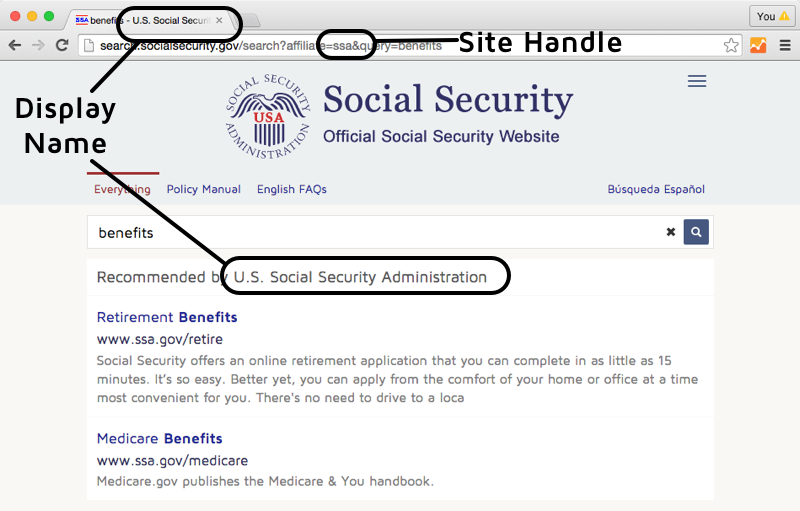 SSA benefits - U.S. Social Securit
You
search.socialsecurity.gov/search?affiliate=ssa&query=benefits
Site Handle
Display
Name
SOCIAL SECURITY ADMINISTRATION
USA
Social Security
Official Social Security Website
Everything Policy Manual English FAQs Búsqueda Español
benefits
Recommended by U.S. Social Security Administration
Retirement Benefits
www.ssa.gov/retire
Social Security offers an online retirement application that you can complete in as little as 15
minutes. It's so easy. Better yet, you can apply from the comfort of your home or office at a time
most convenient for you. There's no need to drive to a loca
Medicare Benefits
www.ssa.gov/medicare
Medicare.gov publishes the Medicare & You handbook.